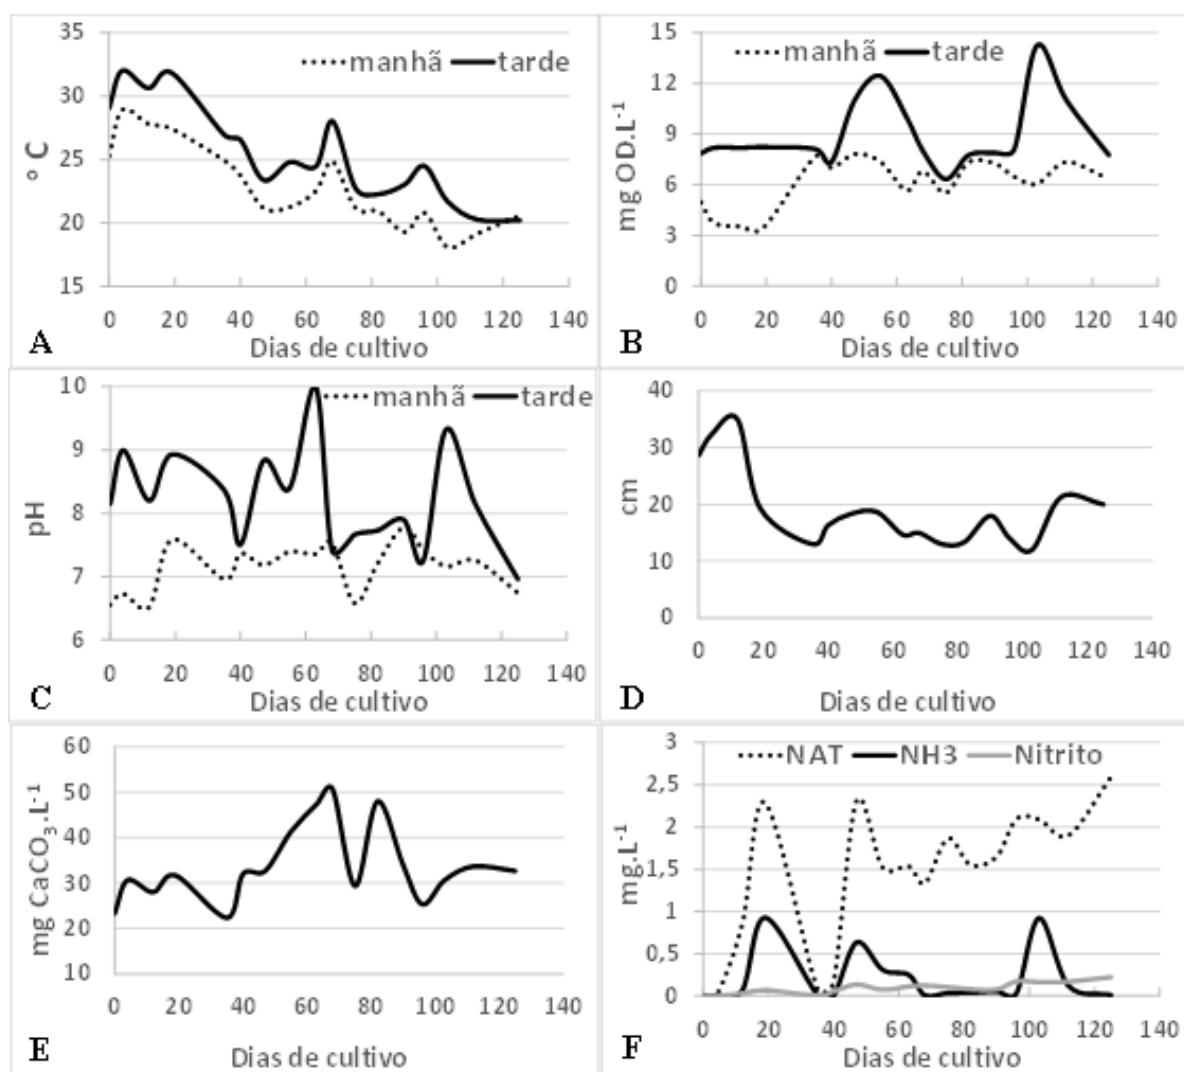 35
30
25
20
15
° C
manhã tarde
0 20 40 60 80 100 120 140
Dias de cultivo
A
15
12
9
6
3
0
mg OD.L-1
manhã tarde
0 20 40 60 80 100 120 140
Dias de cultivo
B
10
9
8
7
6
pH
manhã tarde
0 20 40 60 80 100 120 140
Dias de cultivo
C
40
30
20
10
0
cm
0 20 40 60 80 100 120 140
Dias de cultivo
D
60
50
40
30
20
10
mg CaCO3.L-1
0 20 40 60 80 100 120 140
Dias de cultivo
E
3
2,5
2
1,5
1
0,5
0
mg.L-1
NAT NH3 Nitrito
0 20 40 60 80 100 120 140
Dias de cultivo
F